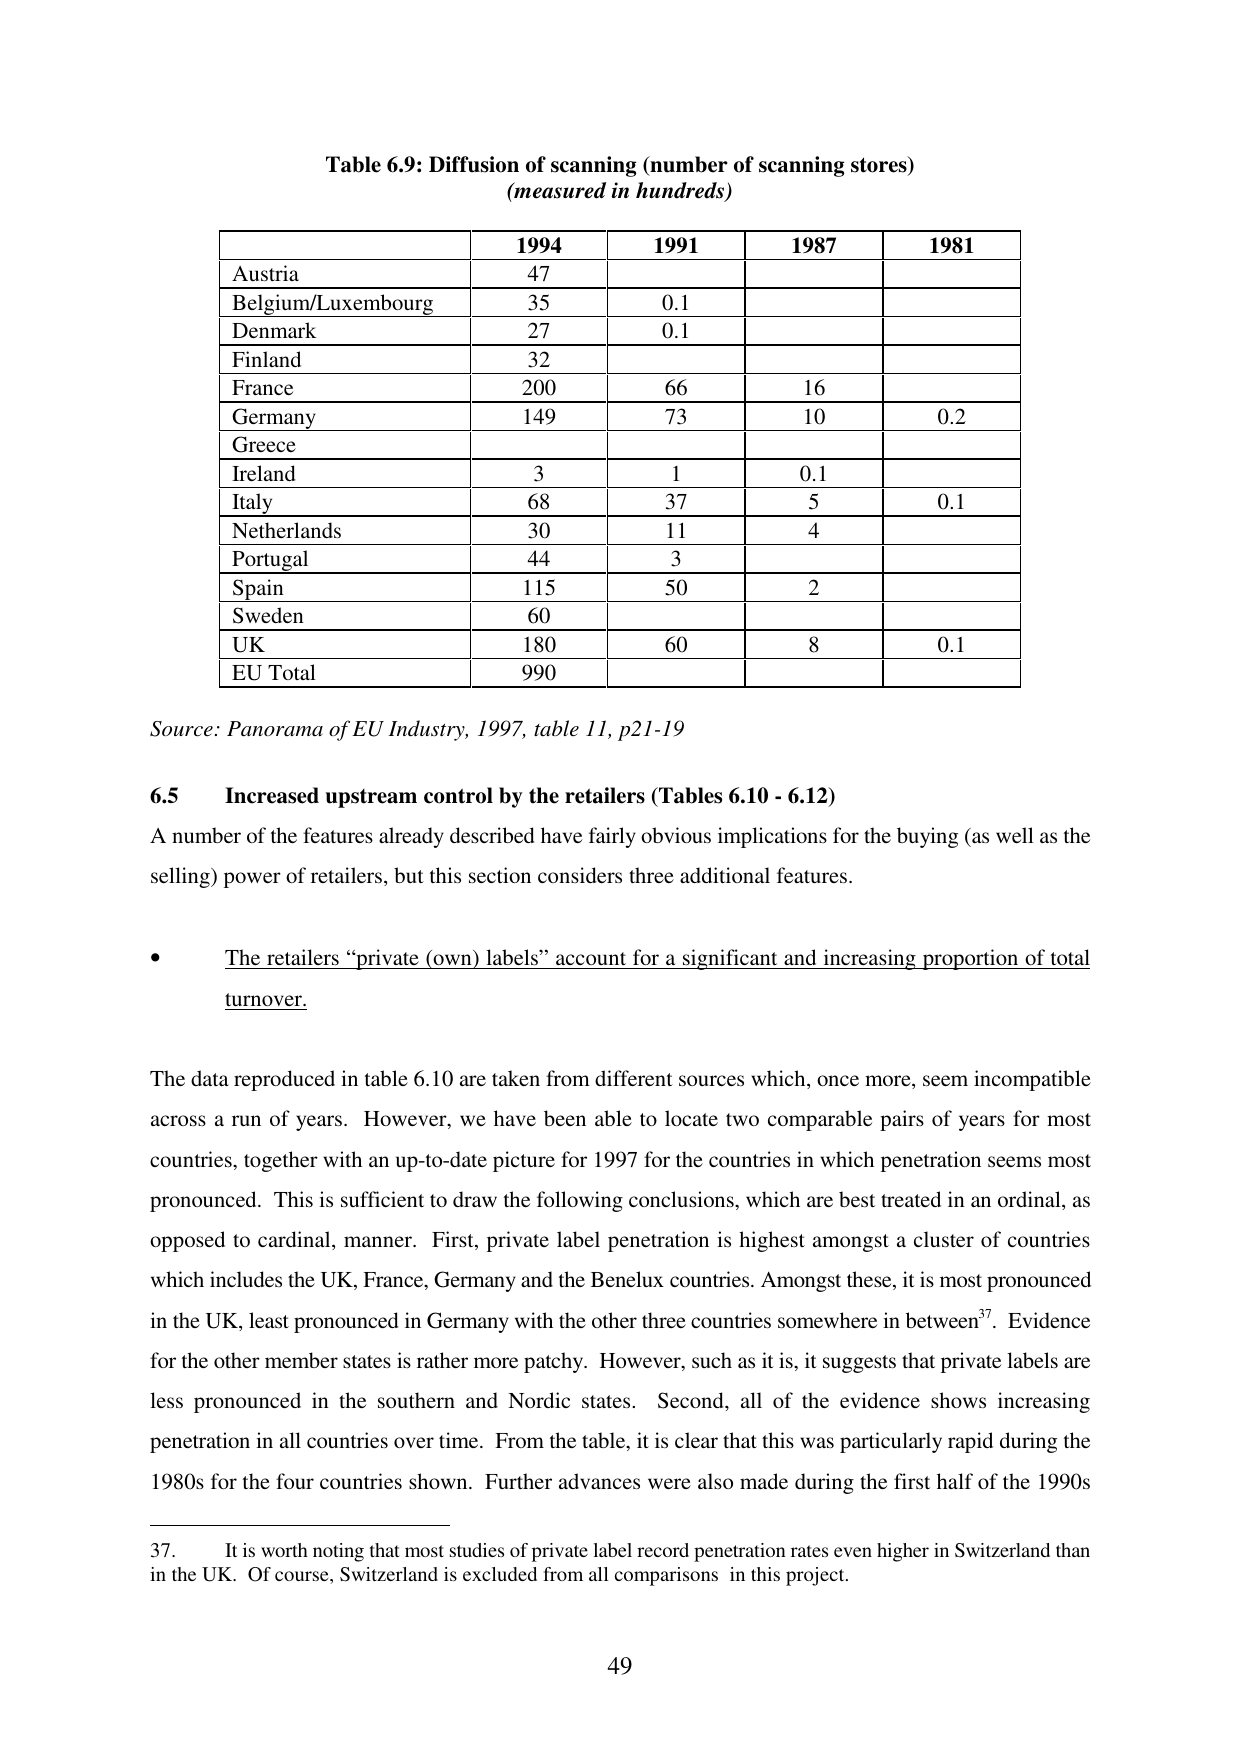 Table 6.9: Diffusion of scanning (number of scanning stores)
(measured in hundreds)
1994 1991 1987 1981
Austria 47
Belgium/Luxembourg 35 0.1
Denmark 27 0.1
Finland 32
France 200 66 16
Germany 149 73 10 0.2
Greece
Ireland 3 1 0.1
Italy 68 37 5 0.1
Netherlands 30 11 4
Portugal 44 3
Spain 115 50 2
Sweden 60
UK 180 60 8 0.1
EU Total 990
Source: Panorama of EU Industry, 1997, table 11, p21-19
6.5 Increased upstream control by the retailers (Tables 6.10 - 6.12)
A number of the features already described have fairly obvious implications for the buying (as well as the
selling) power of retailers, but this section considers three additional features.
• The retailers “private (own) labels” account for a significant and increasing proportion of total
turnover.
The data reproduced in table 6.10 are taken from different sources which, once more, seem incompatible
across a run of years. However, we have been able to locate two comparable pairs of years for most
countries, together with an up-to-date picture for 1997 for the countries in which penetration seems most
pronounced. This is sufficient to draw the following conclusions, which are best treated in an ordinal, as
opposed to cardinal, manner. First, private label penetration is highest amongst a cluster of countries
which includes the UK, France, Germany and the Benelux countries. Amongst these, it is most pronounced
in the UK, least pronounced in Germany with the other three countries somewhere in between37. Evidence
for the other member states is rather more patchy. However, such as it is, it suggests that private labels are
less pronounced in the southern and Nordic states. Second, all of the evidence shows increasing
penetration in all countries over time. From the table, it is clear that this was particularly rapid during the
1980s for the four countries shown. Further advances were also made during the first half of the 1990s
37. It is worth noting that most studies of private label record penetration rates even higher in Switzerland than
in the UK. Of course, Switzerland is excluded from all comparisons in this project.
49